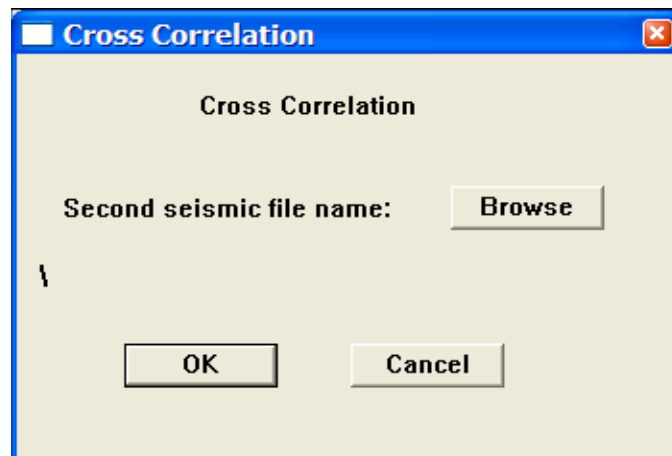 Cross Correlation
Cross Correlation
Second seismic file name: Browse
\
OK Cancel